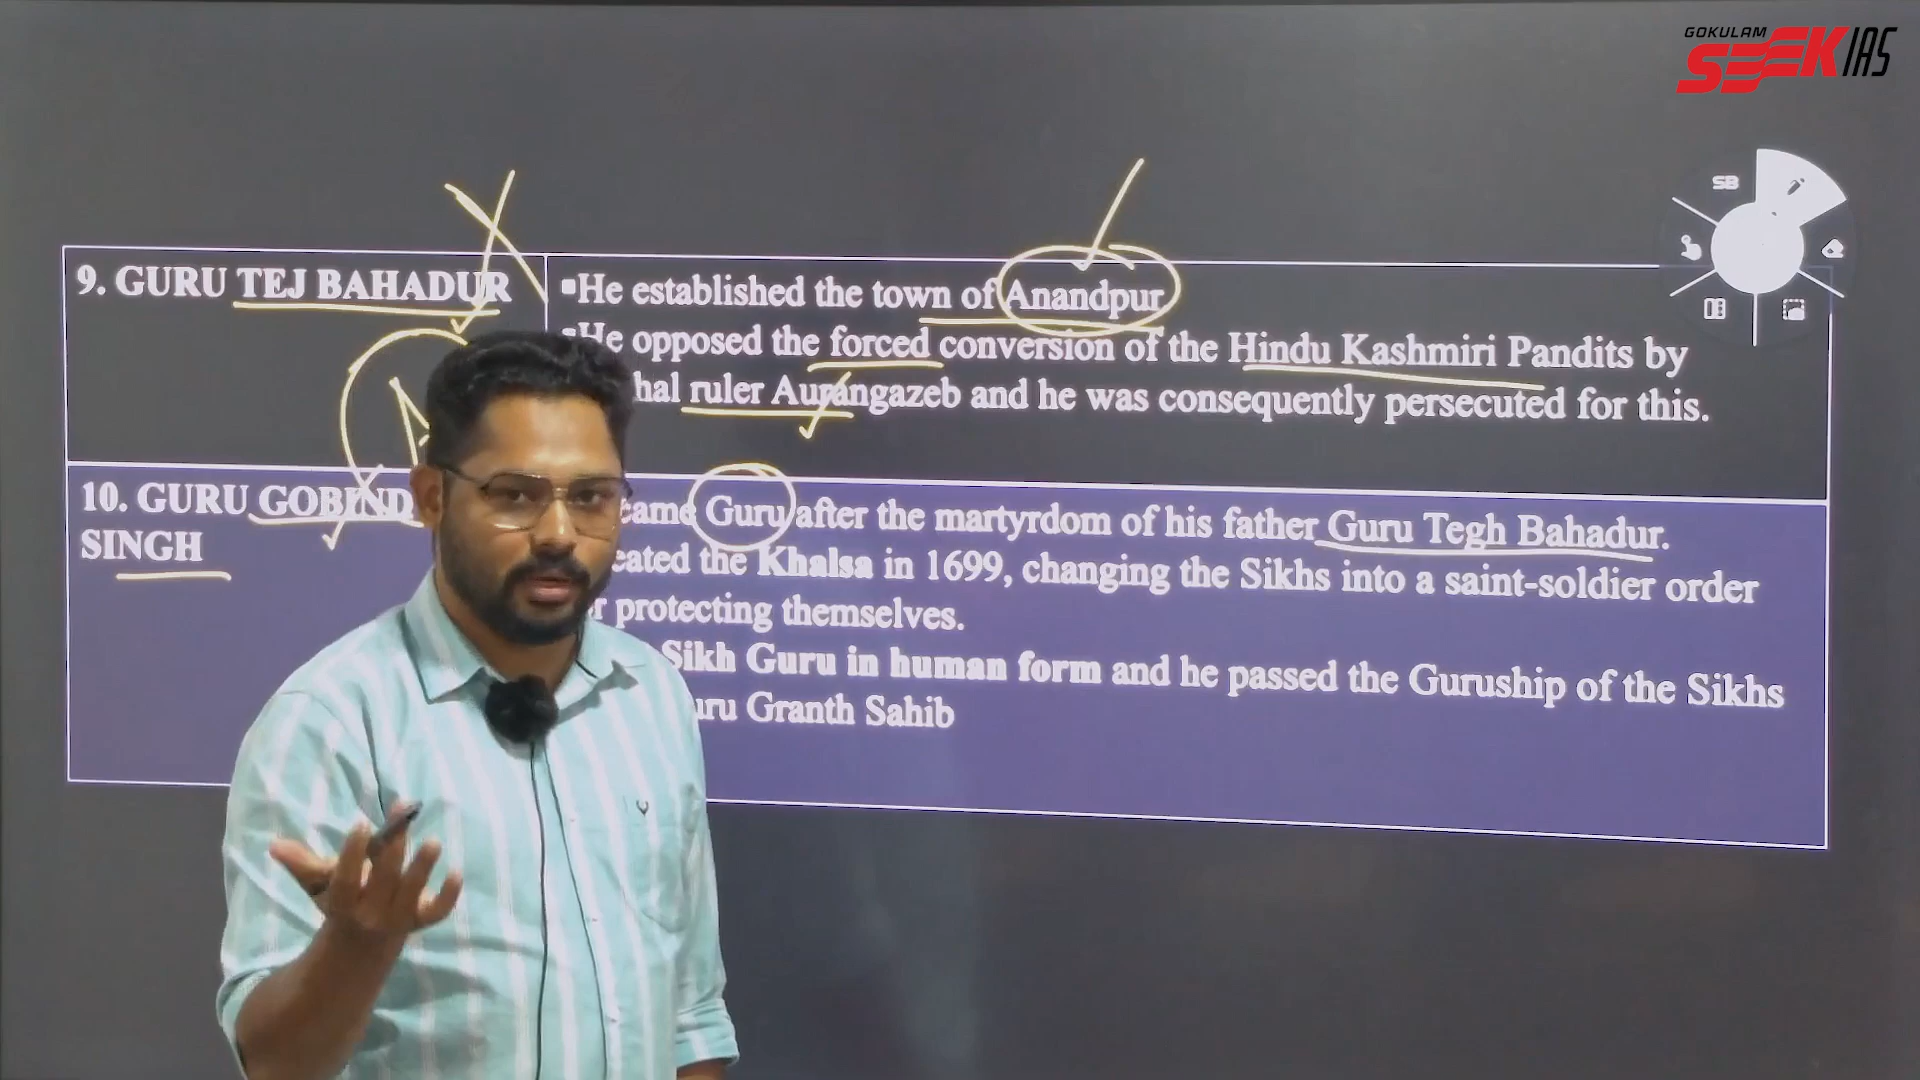 GOKULAM
SEEK IAS
SB
9. GURU TEJ BAHADUR
▪He established the town of Anandpur
He opposed the forced conversion of the Hindu Kashmiri Pandits by
ruler Aurangazeb and he was consequently persecuted for this.
10. GURU GOBIND
SINGH
Guru after the martyrdom of his father Guru Tegh Bahadur.
the Khalsa in 1699, changing the Sikhs into a saint-soldier order
protecting themselves.
Sikh Guru in human form and he passed the Guruship of the Sikhs
Granth Sahib